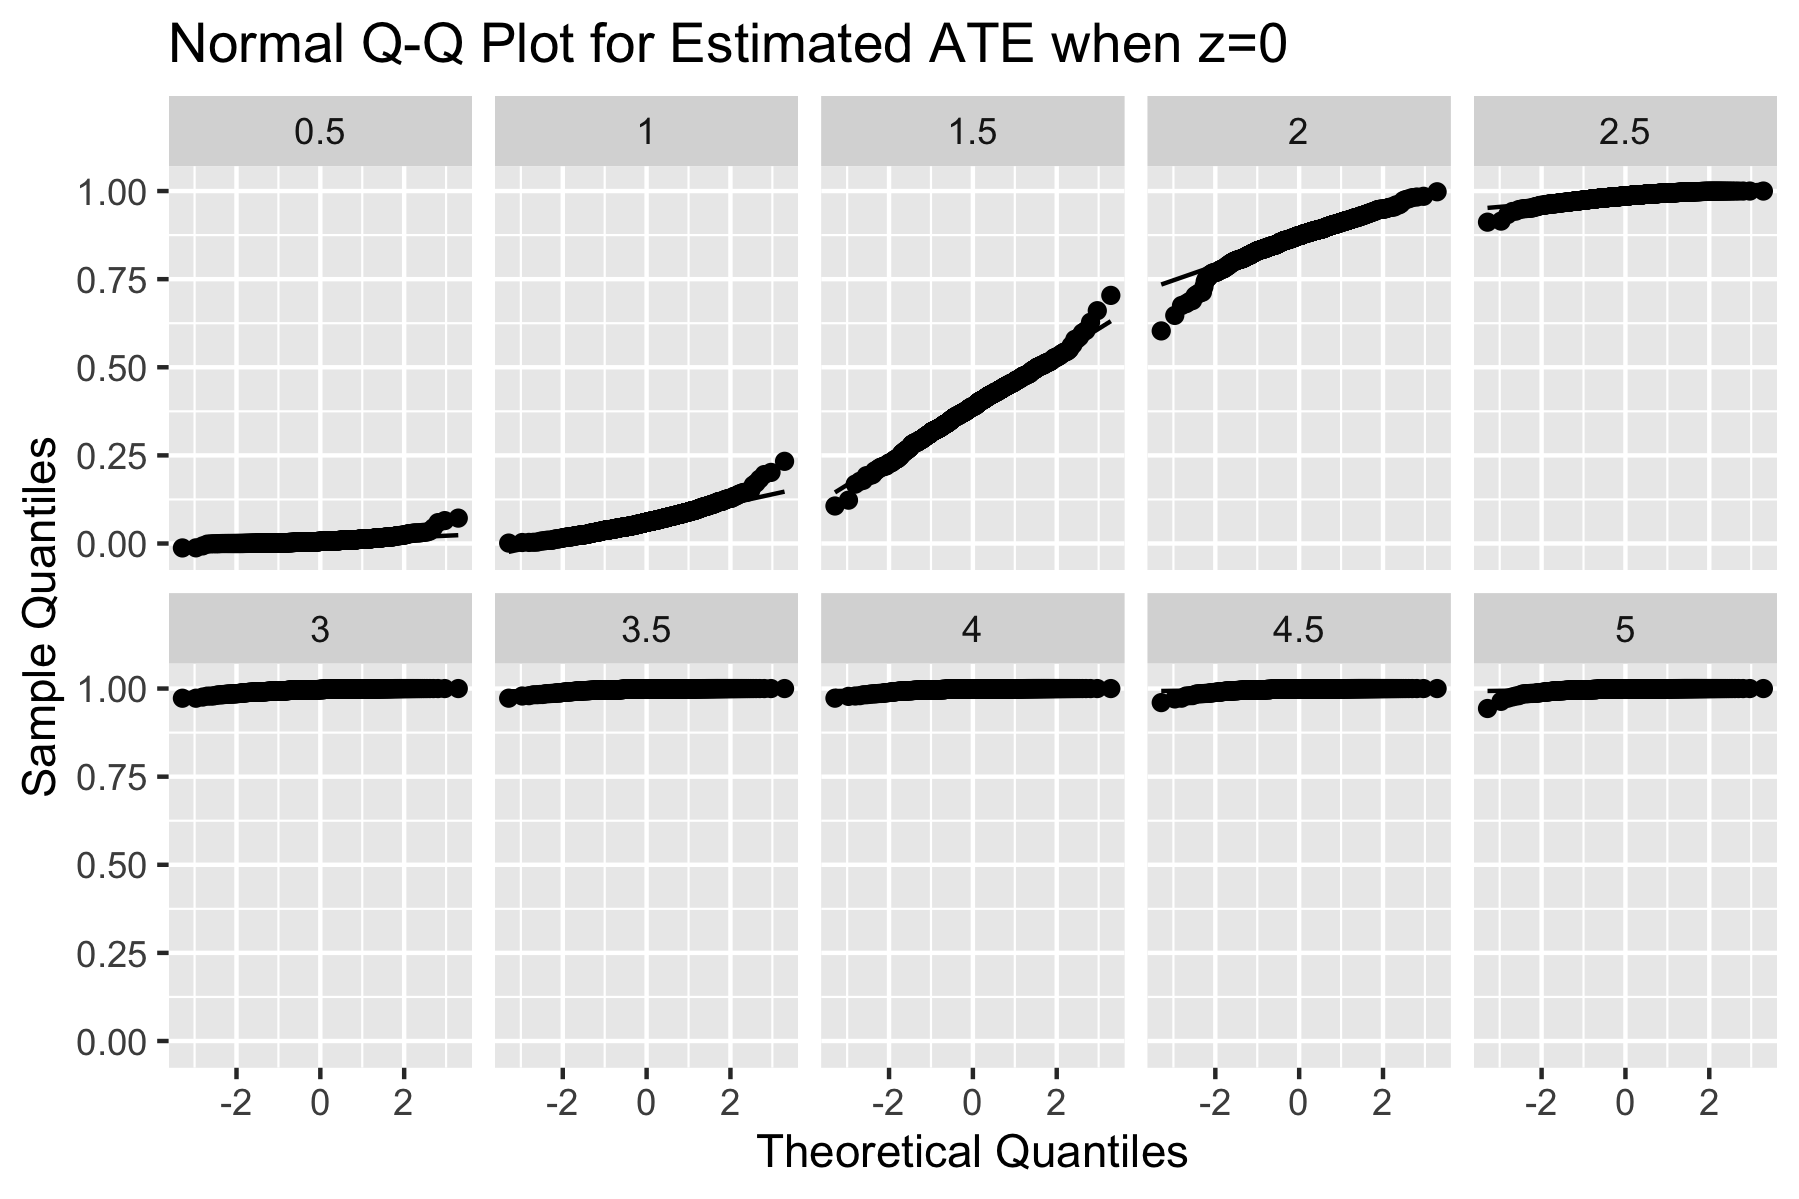 Normal Q-Q Plot for Estimated ATE when z=0
0.5 1 1.5 2 2.5
1.00
0.75
0.50
0.25
0.00
3 3.5 4 4.5 5
1.00
0.75
0.50
0.25
0.00
-2 0 2 -2 0 2 -2 0 2 -2 0 2 -2 0 2
Theoretical Quantiles
Sample Quantiles